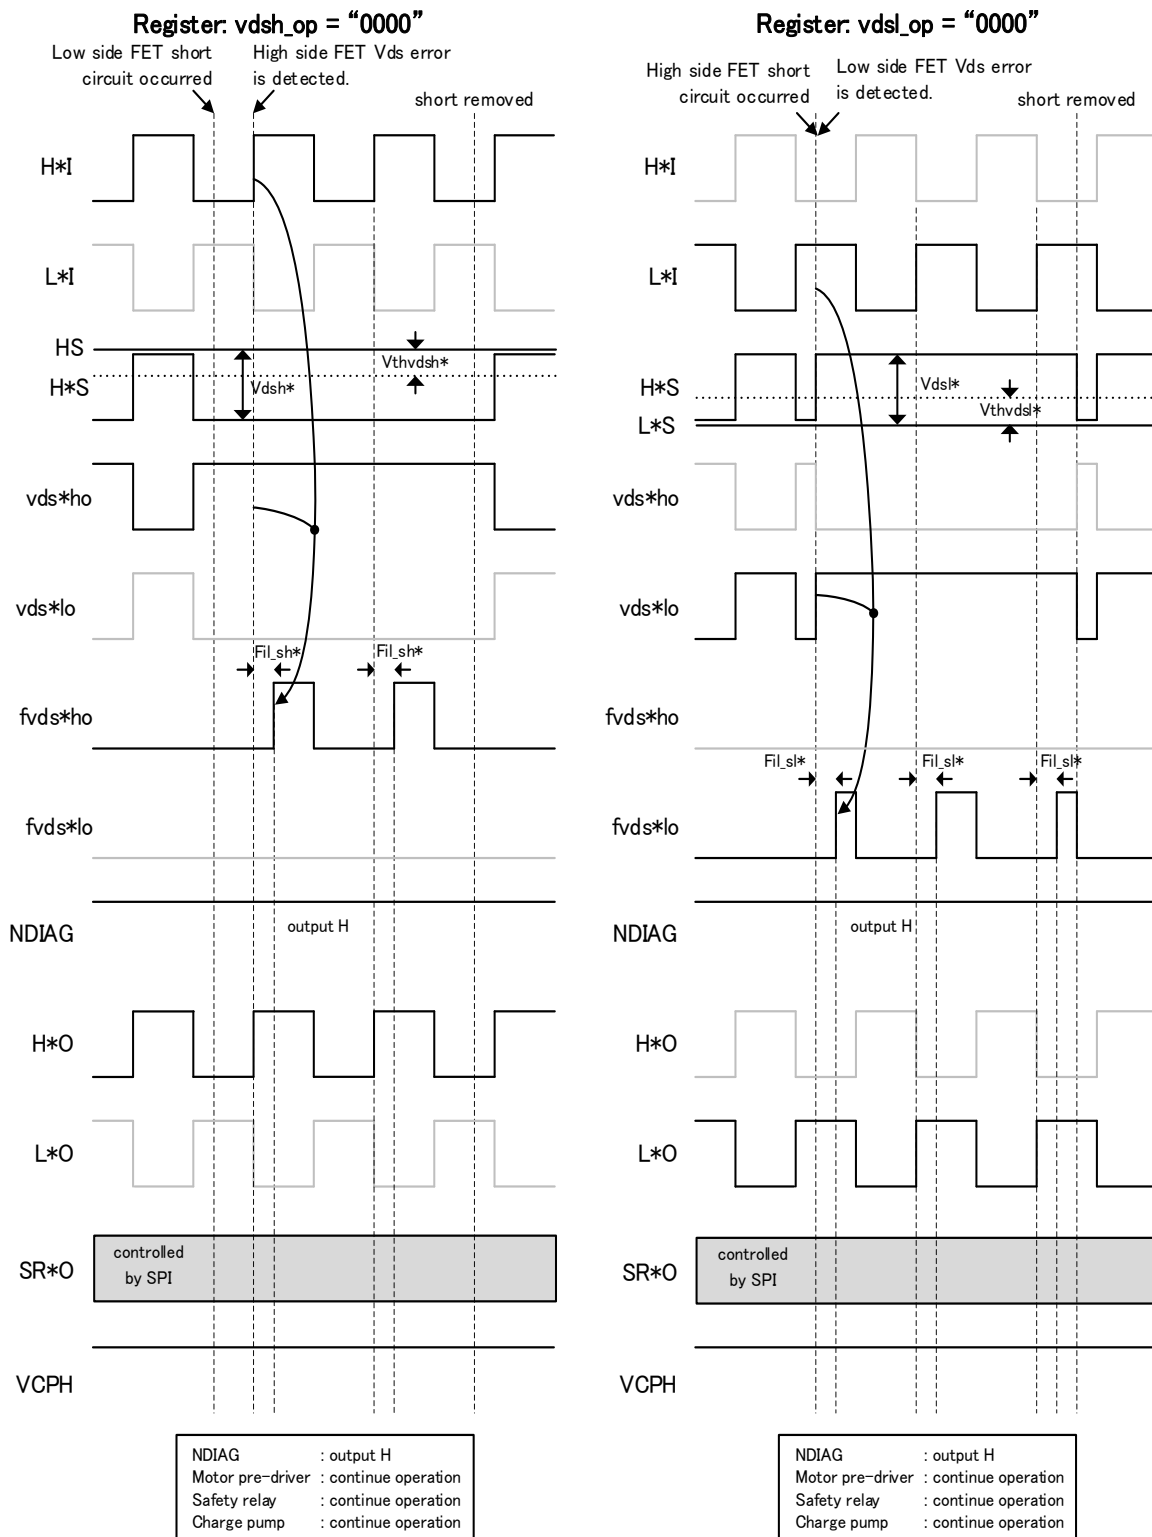 Register: vdsh_op = “0000”
Low side FET short
circuit occurred
High side FET Vds error
is detected.
short removed
H*I
L*I
HS
Vthvdsh*
H*S
Vdsh*
vds*ho
vds*lo
Fil_sh*
Fil_sh*
fvds*ho
fvds*lo
output H
NDIAG
H*O
L*O
controlled
by SPI
SR*O
VCPH
NDIAG : output H
Motor pre-driver : continue operation
Safety relay : continue operation
Charge pump : continue operation
Register: vdsl_op = “0000”
High side FET short
circuit occurred
Low side FET Vds error
is detected.
short removed
H*I
L*I
H*S
Vdsl*
Vthvdsl*
L*S
vds*ho
vds*lo
fvds*ho
Fil_sl*
Fil_sl*
Fil_sl*
fvds*lo
output H
NDIAG
H*O
L*O
controlled
by SPI
SR*O
VCPH
NDIAG : output H
Motor pre-driver : continue operation
Safety relay : continue operation
Charge pump : continue operation